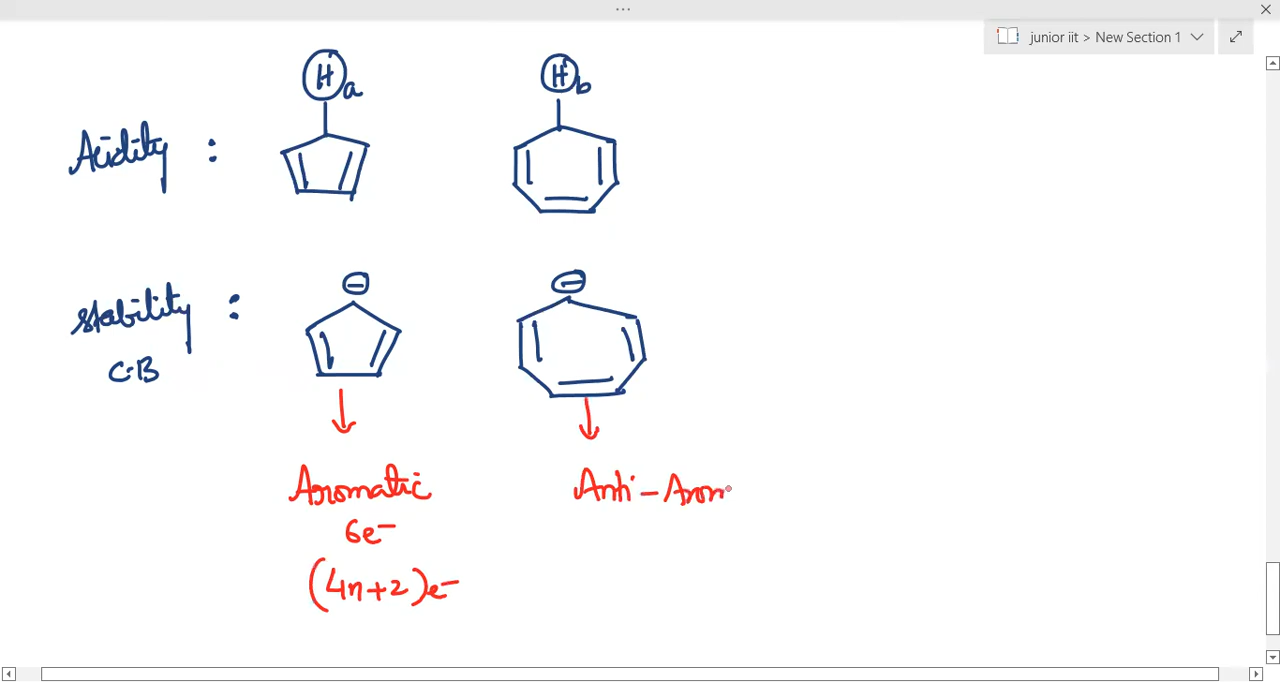 junior iit > New Section 1
H a
H b
Acidity :
Stability :
C·B
⊖
⊖
Aromatic
Anti-Arom
6e⁻
(4n+2)e⁻